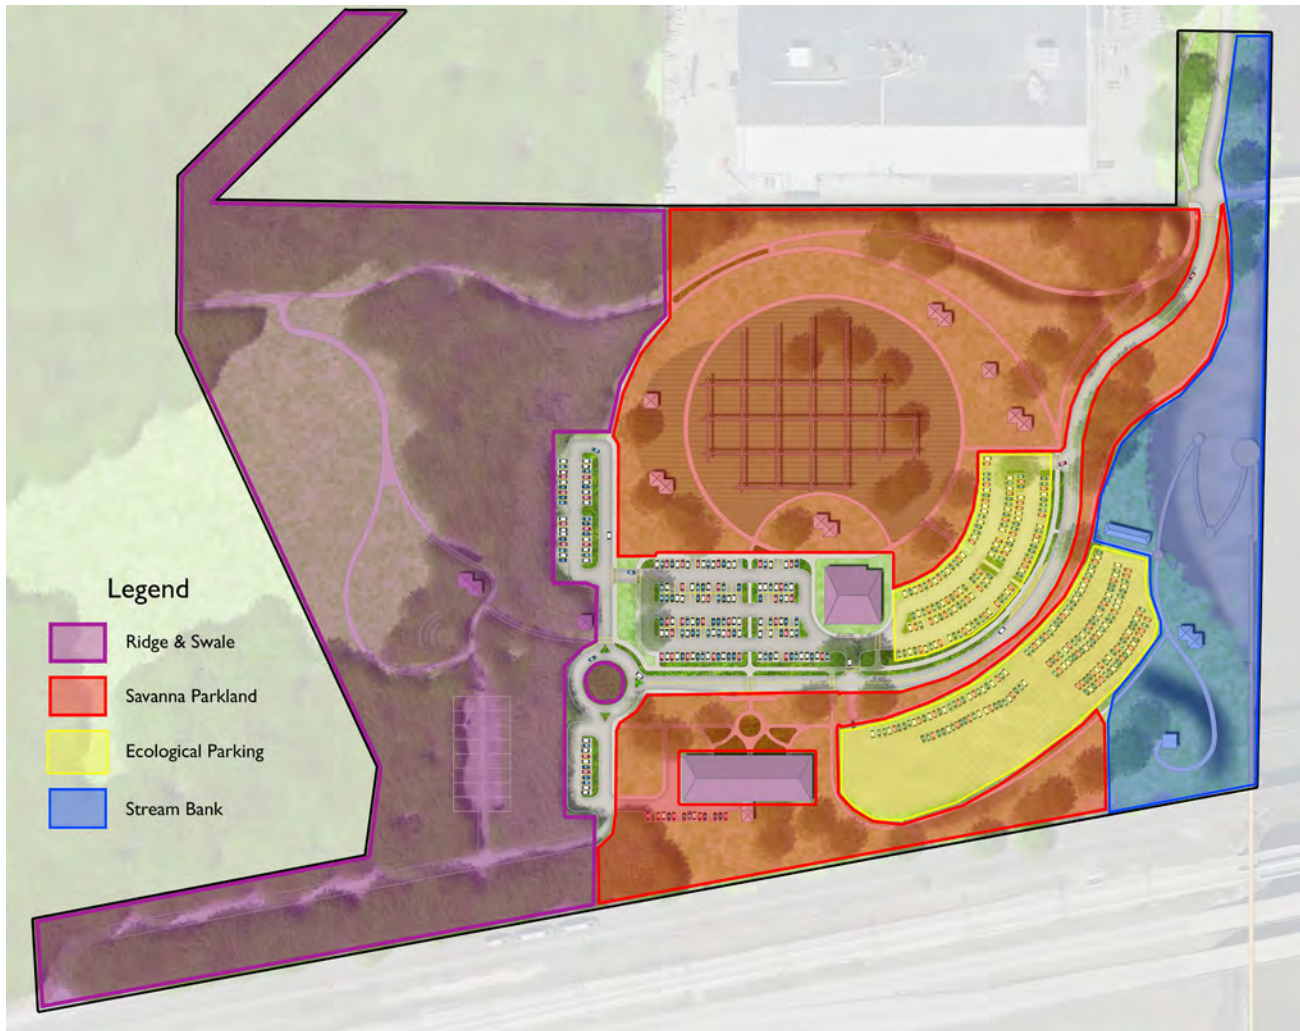 Legend
Ridge & Swale
Savanna Parkland
Ecological Parking
Stream Bank